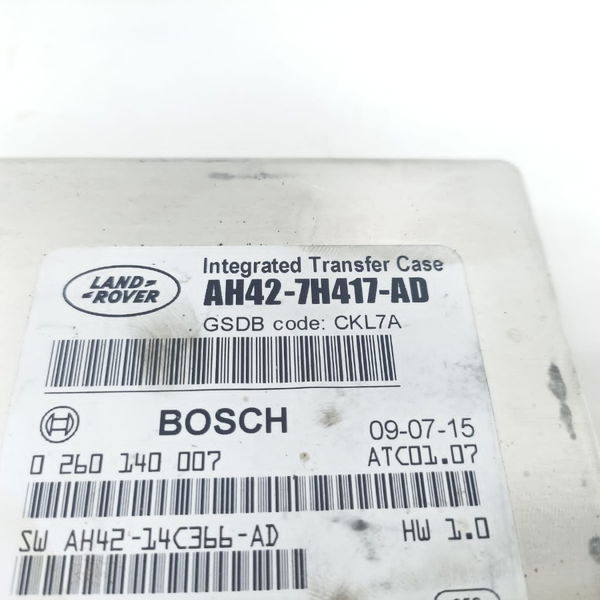 LAND-
-ROVER
Integrated Transfer Case
AH42-7H417-AD
GSDB code: CKL7A
BOSCH 09-07-15
0 260 140 007 ATC01.07
SW AH42-14C366-AD HW 1.0